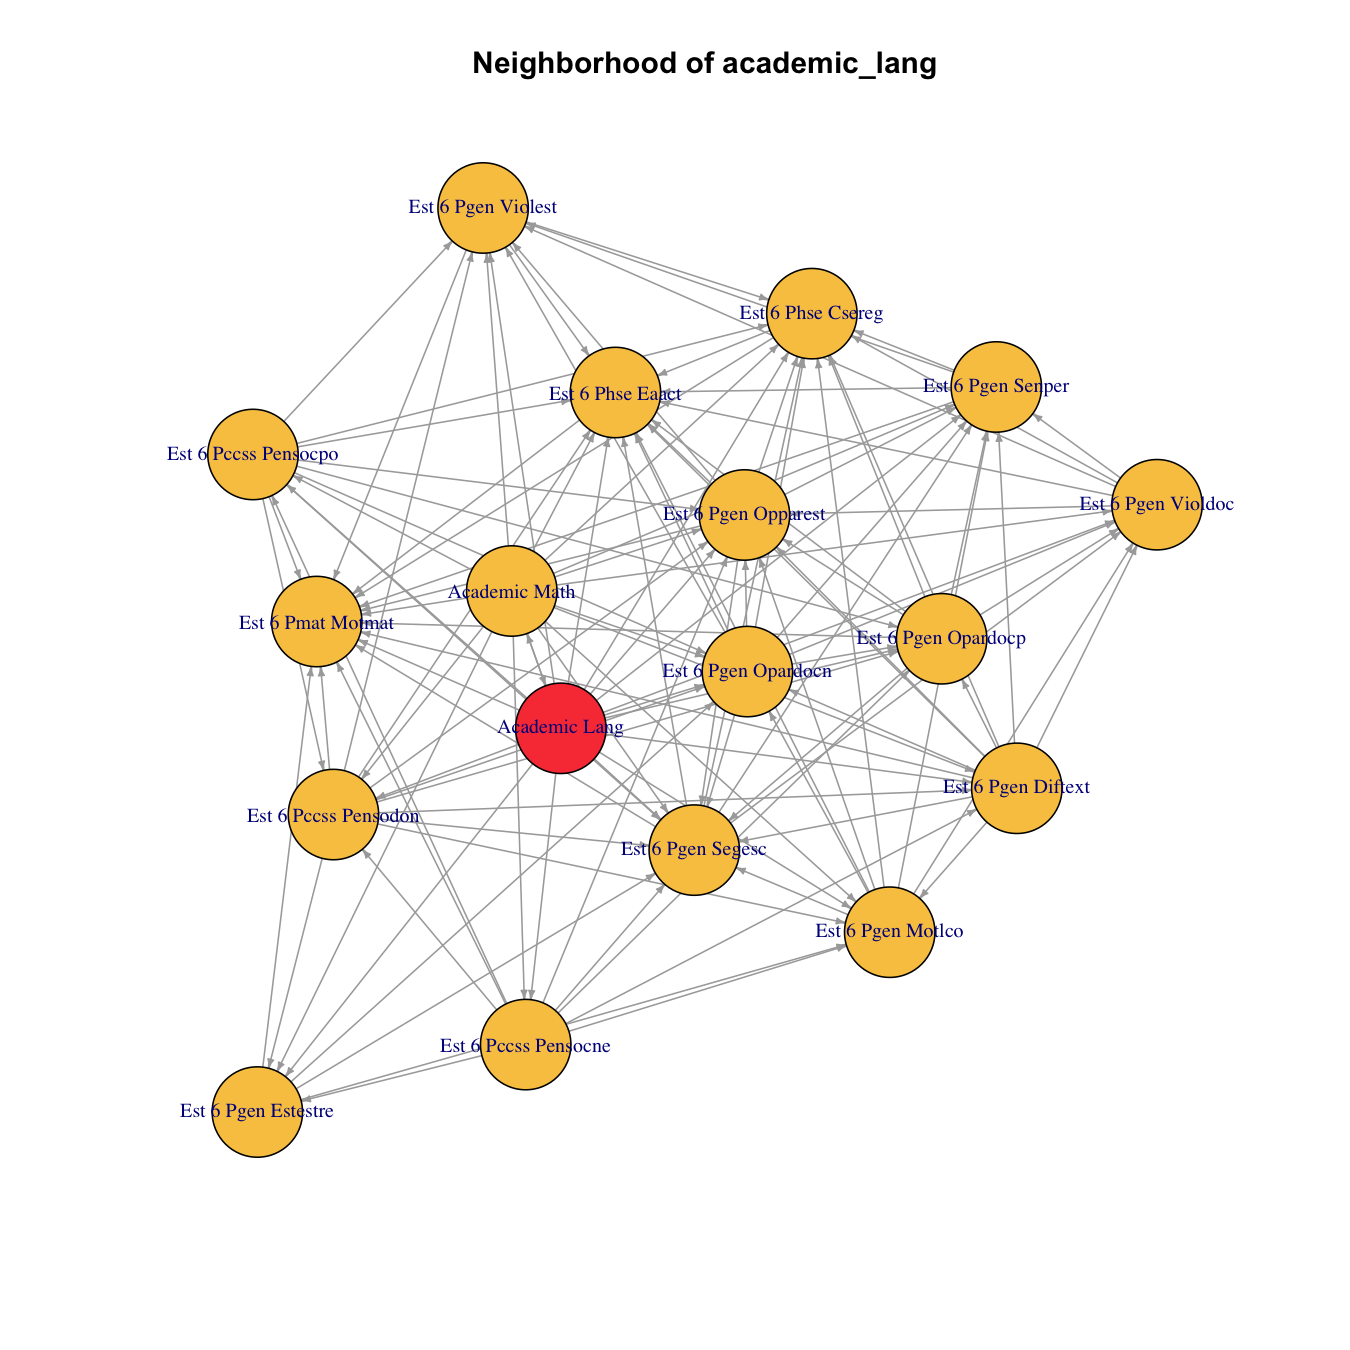 Neighborhood of academic_lang
Est 6 Pgen Violest
Est 6 Phse Csereg
Est 6 Pgen Senper
Est 6 Phse Eaact
Est 6 Pccss Pensocpo
Est 6 Pgen Violdoc
Est 6 Pgen Opparest
Academic Math
Est 6 Pmat Motmat
Est 6 Pgen Opardocp
Est 6 Pgen Opardocn
Academic Lang
Est 6 Pgen Diftext
Est 6 Pccss Pensodon
Est 6 Pgen Segesc
Est 6 Pgen Motlco
Est 6 Pccss Pensocne
Est 6 Pgen Estestre